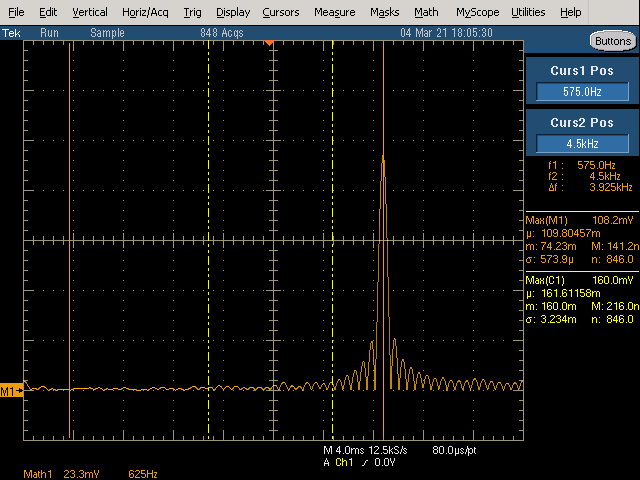 File Edit Vertical Horiz/Acq Trig Display Cursors Measure Masks Math MyScope Utilities Help
Tek Run Sample 848 Acqs 04 Mar 21 18:05:30
Buttons
Curs1 Pos
575.0Hz
Curs2 Pos
4.5kHz
f1 : 575.0Hz
f2 : 4.5kHz
Δf : 3.925kHz
Max(M1) 108.2mV
μ: 109.80457m
m: 74.23m M: 141.2n
σ: 573.9μ n: 846.0
Max(C1) 160.0mV
μ: 161.61158m
m: 160.0m M: 216.0n
σ: 3.234m n: 846.0
M1
M 4.0ms 12.5kS/s 80.0μs/pt
A Ch1 / 0.0V
Math1 23.3mV 625Hz